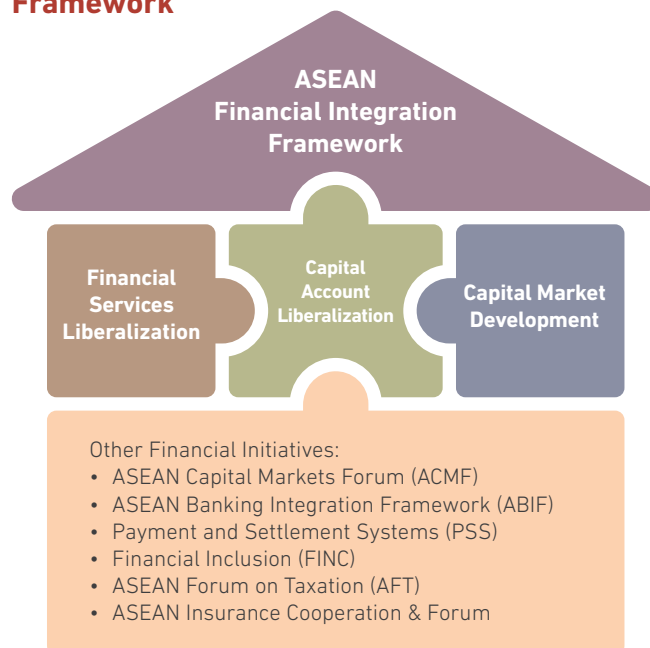 Framework
ASEAN
Financial Integration
Framework
Financial
Services
Liberalization
Capital
Account
Liberalization
Capital Market
Development
Other Financial Initiatives:
• ASEAN Capital Markets Forum (ACMF)
• ASEAN Banking Integration Framework (ABIF)
• Payment and Settlement Systems (PSS)
• Financial Inclusion (FINC)
• ASEAN Forum on Taxation (AFT)
• ASEAN Insurance Cooperation & Forum